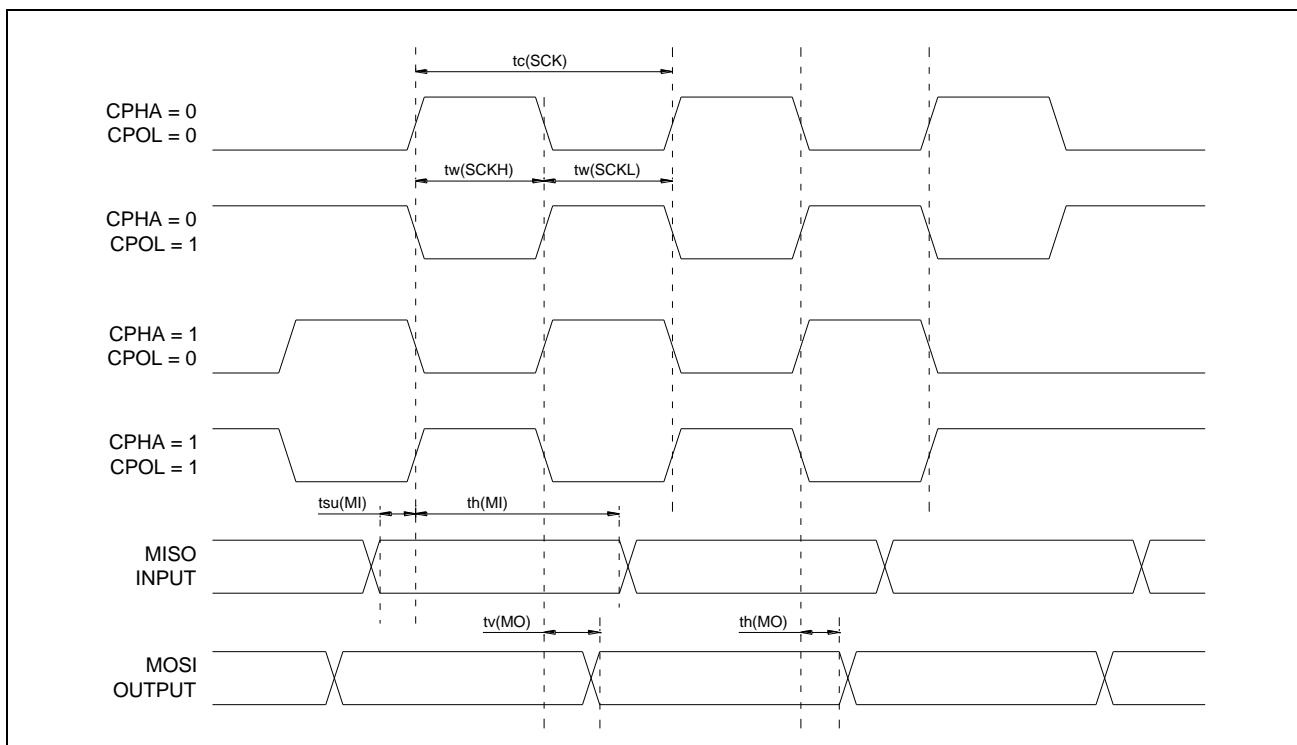 tc(SCK)
CPHA = 0
CPOL = 0
tw(SCKH)
tw(SCKL)
CPHA = 0
CPOL = 1
CPHA = 1
CPOL = 0
CPHA = 1
CPOL = 1
tsu(MI)
th(MI)
MISO
INPUT
tv(MO)
th(MO)
MOSI
OUTPUT